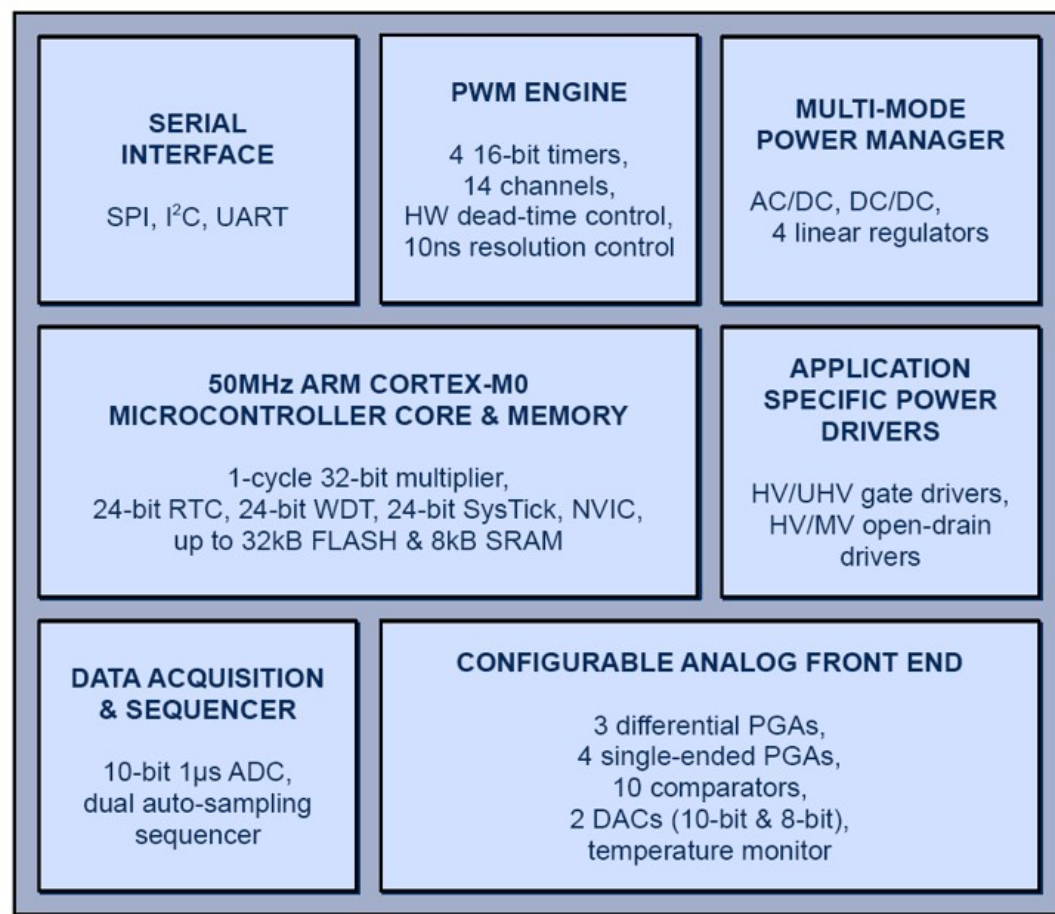 SERIAL
INTERFACE
SPI, I²C, UART
PWM ENGINE
4 16-bit timers,
14 channels,
HW dead-time control,
10ns resolution control
MULTI-MODE
POWER MANAGER
AC/DC, DC/DC,
4 linear regulators
50MHz ARM CORTEX-M0
MICROCONTROLLER CORE & MEMORY
1-cycle 32-bit multiplier,
24-bit RTC, 24-bit WDT, 24-bit SysTick, NVIC,
up to 32kB FLASH & 8kB SRAM
APPLICATION
SPECIFIC POWER
DRIVERS
HV/UHV gate drivers,
HV/MV open-drain
drivers
DATA ACQUISITION
& SEQUENCER
10-bit 1μs ADC,
dual auto-sampling
sequencer
CONFIGURABLE ANALOG FRONT END
3 differential PGAs,
4 single-ended PGAs,
10 comparators,
2 DACs (10-bit & 8-bit),
temperature monitor